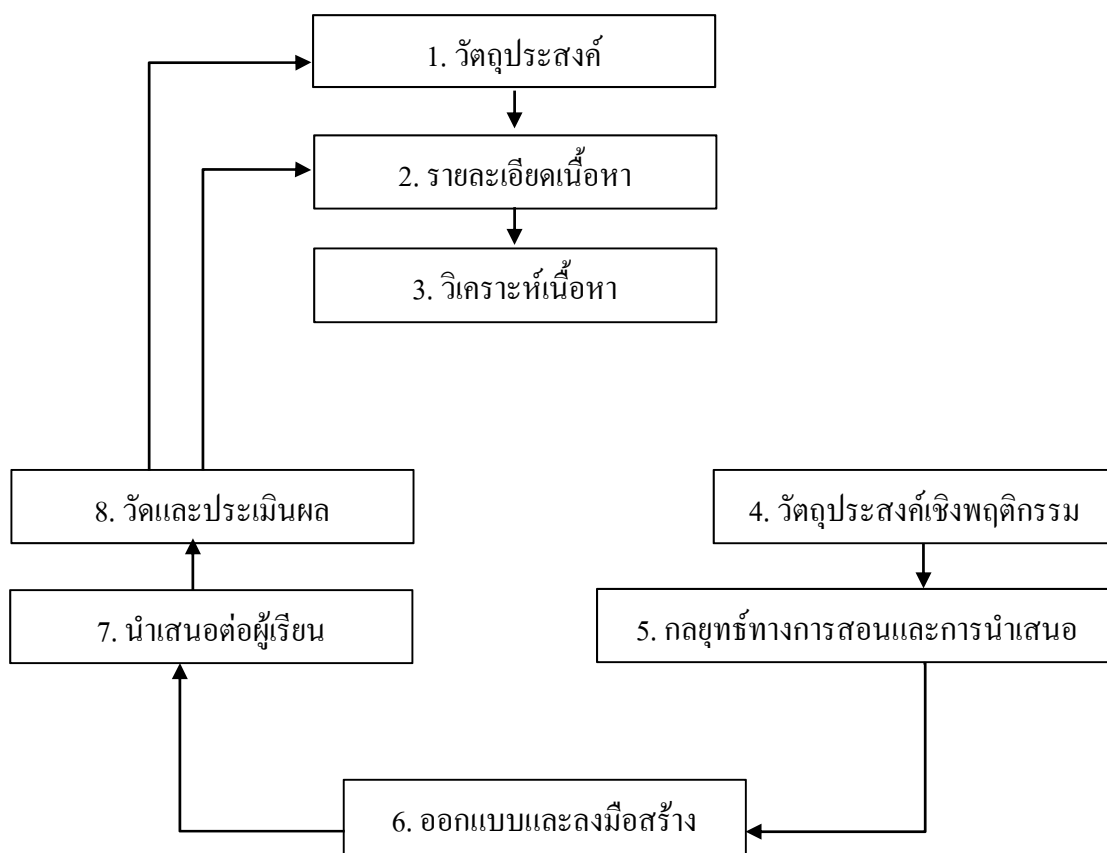 1. วัตถุประสงค์
2. รายละเอียดเนื้อหา
3. วิเคราะห์เนื้อหา
4. วัตถุประสงค์เชิงพฤติกรรม
5. กลยุทธ์ทางการสอนและการนำเสนอ
6. ออกแบบและลงมือสร้าง
7. นำเสนอต่อผู้เรียน
8. วัดและประเมินผล